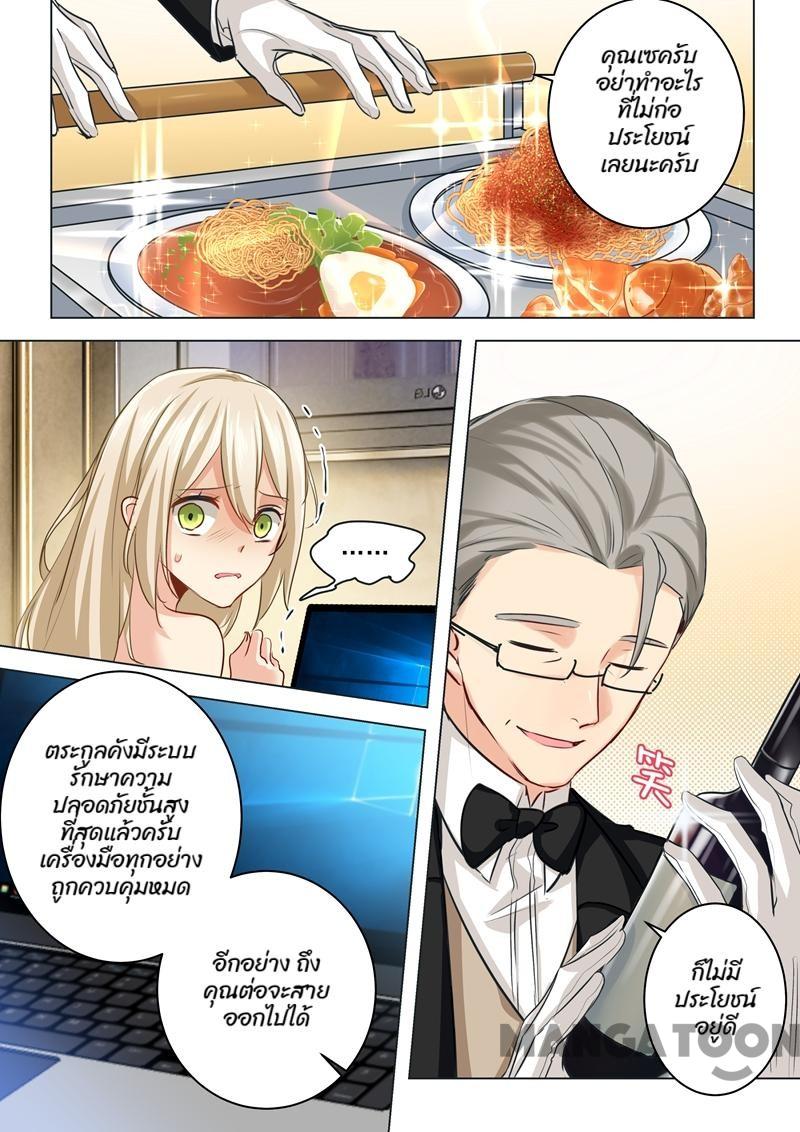 คุณเซครับ
อย่าทำอะไร
ที่ไม่ก่อ
ประโยชน์
เลยนะครับ
......
ตระกูลคังมีระบบ
รักษาความ
ปลอดภัยชั้นสูง
ที่สุดแล้วครับ
เครื่องมือทุกอย่าง
ถูกควบคุมหมด
อีกอย่าง ถึง
คุณต่อจะสาย
ออกไปได้
笑
ก็ไม่มี
ประโยชน์
อยู่ดี
MANGATOON